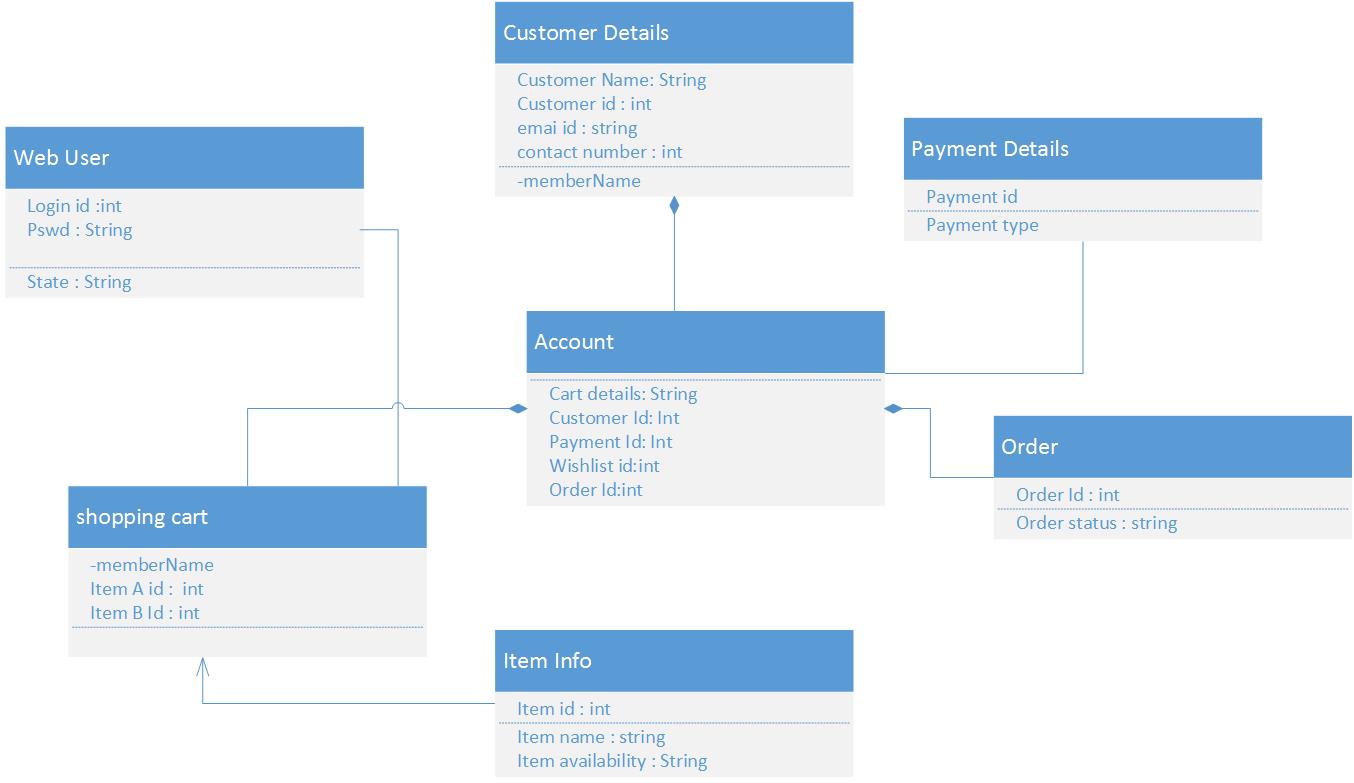 Customer Details
Customer Name: String
Customer id : int
emai id : string
contact number : int
-memberName
Web User
Login id :int
Pswd : String
State : String
Payment Details
Payment id
Payment type
Account
Cart details: String
Customer Id: Int
Payment Id: Int
Wishlist id:int
Order Id:int
Order
Order Id : int
Order status : string
shopping cart
-memberName
Item A id :  int
Item B Id : int
Item Info
Item id : int
Item name : string
Item availability : String